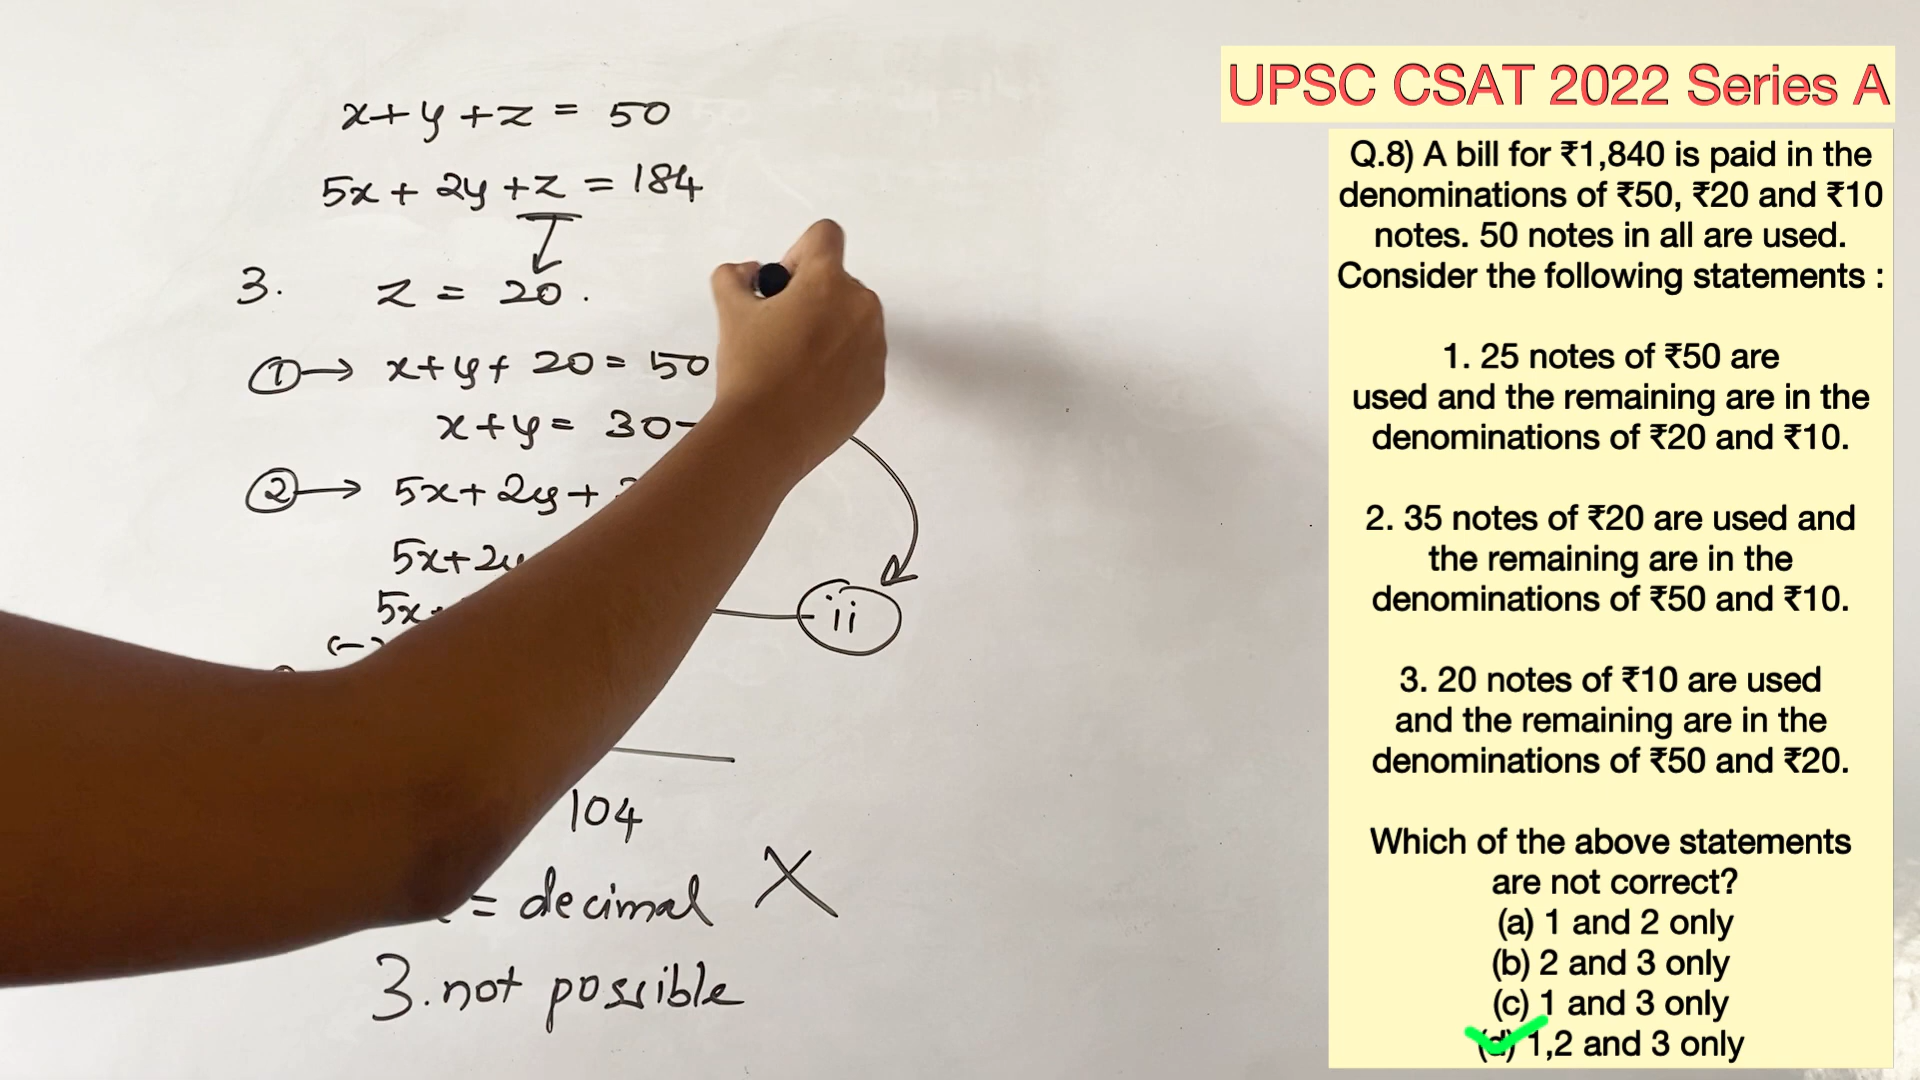 x+y+z = 50
5x + 2y + z = 184
3. z = 20.
① → x+y+ 20 = 50
x+y = 30
② → 5x+ 2y +
5x+2y
5x
(-)
ii
104
= decimal X
3. not possible
UPSC CSAT 2022 Series A
Q.8) A bill for ₹1,840 is paid in the
denominations of ₹50, ₹20 and ₹10
notes. 50 notes in all are used.
Consider the following statements :
1. 25 notes of ₹50 are
used and the remaining are in the
denominations of ₹20 and ₹10.
2. 35 notes of ₹20 are used and
the remaining are in the
denominations of ₹50 and ₹10.
3. 20 notes of ₹10 are used
and the remaining are in the
denominations of ₹50 and ₹20.
Which of the above statements
are not correct?
(a) 1 and 2 only
(b) 2 and 3 only
(c) 1 and 3 only
(d) 1,2 and 3 only